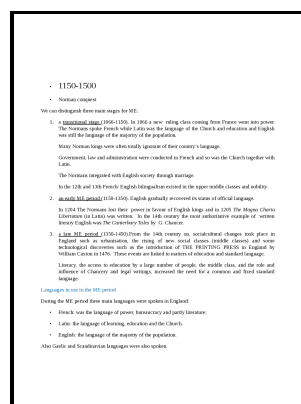 • 1150-1500
• Norman conquest
We can distinguish three main stages for ME:
1. a transitional stage (1066-1150). In 1066 a new ruling class coming from France went into power.
The Normans spoke French while Latin was the language of the Church and education and English
was still the language of the majority of the population.
Many Norman kings were often totally ignorant of their country's language.
Government, law and administration were conducted in French and so was the Church together with
Latin.
The Normans integrated with English society through marriage.
In the 12th and 13th French/ English bilingualism existed in the upper middle classes and nobility.
2. an early ME period (1150-1350). English gradually recovered its status of official language.
In 1204 The Normans lost their power in favour of English kings and in 1205 The Magna Charta
Libertatum (in Latin) was written. In the 14th century the most authoritative example of written
literary English was The Canterbury Tales by G. Chaucer.
3. a late ME period (1350-1450).From the 14th century on, sociocultural changes took place in
England such as urbanisation, the rising of new social classes (middle classes) and some
technological discoveries such as the introduction of THE PRINTING PRESS in England by
William Caxton in 1476. These events are linked to matters of education and standard language.
Literacy, the access to education by a large number of people, the middle class, and the role and
influence of Chancery and legal writings, increased the need for a common and fixed standard
language.
Languages in use in the ME period
During the ME period three main languages were spoken in England:
• French: was the language of power, bureaucracy and partly literature;
• Latin: the language of learning, education and the Church.
• English: the language of the majority of the population.
Also Gaelic and Scandinavian languages were also spoken.